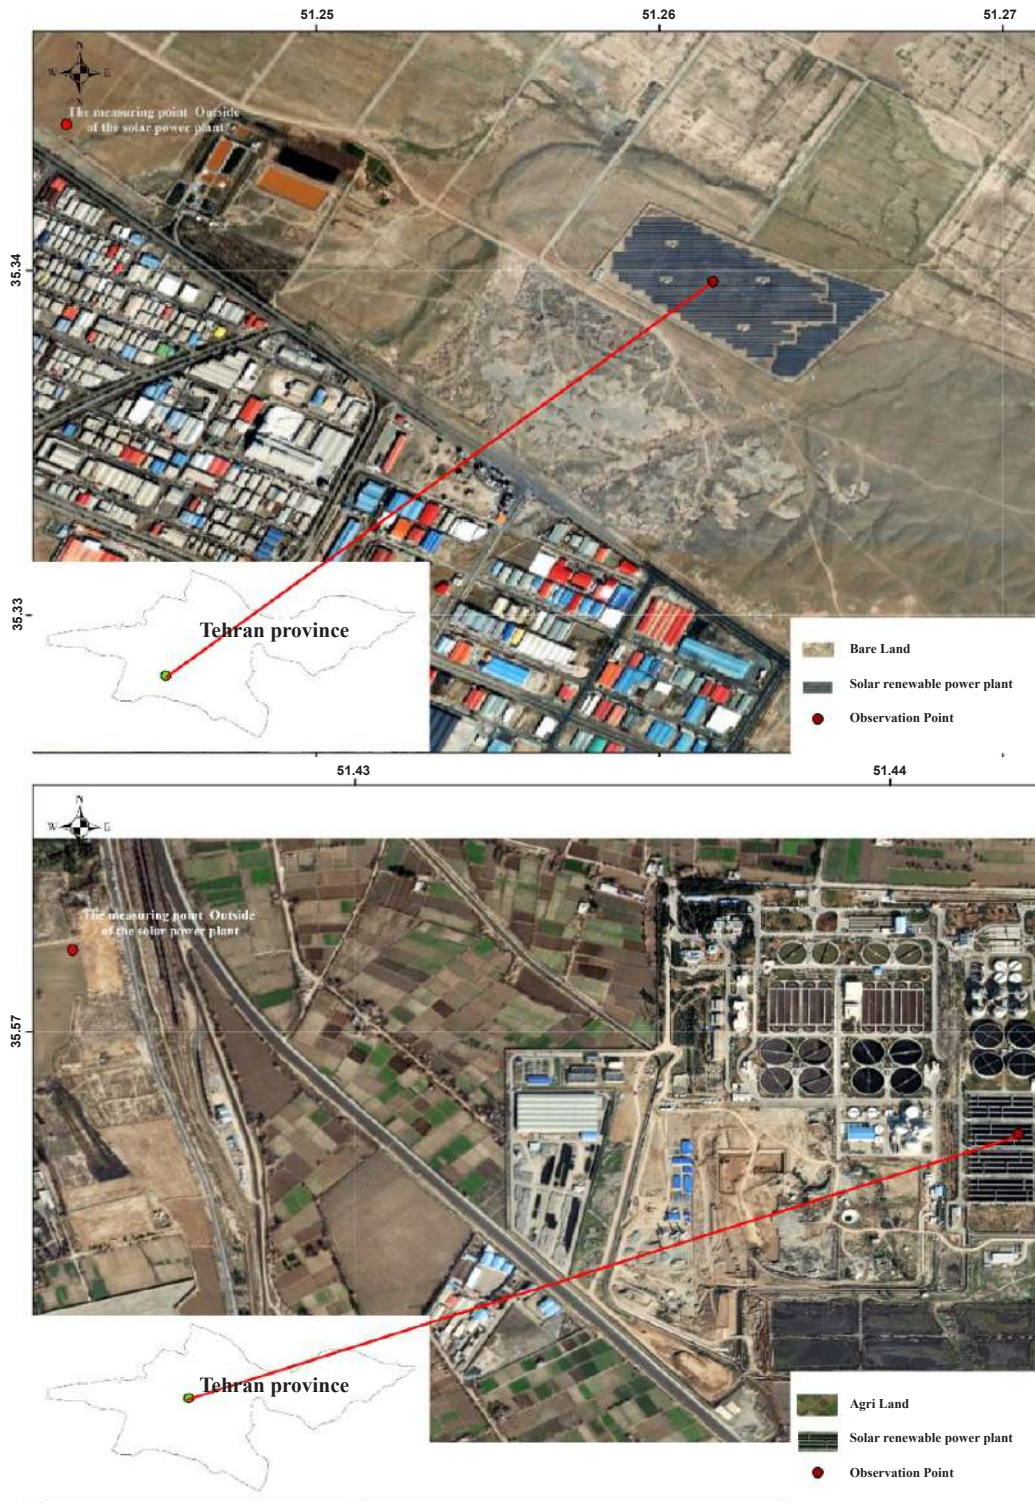 51.25
51.26
51.27
N
W
E
S
The measuring point Outside
of the solar power plant
35.34
35.33
Tehran province
Bare Land
Solar renewable power plant
Observation Point
51.43
51.44
N
W
E
The measuring point Outside
of the solar power plant
35.57
Tehran province
Agri Land
Solar renewable power plant
Observation Point